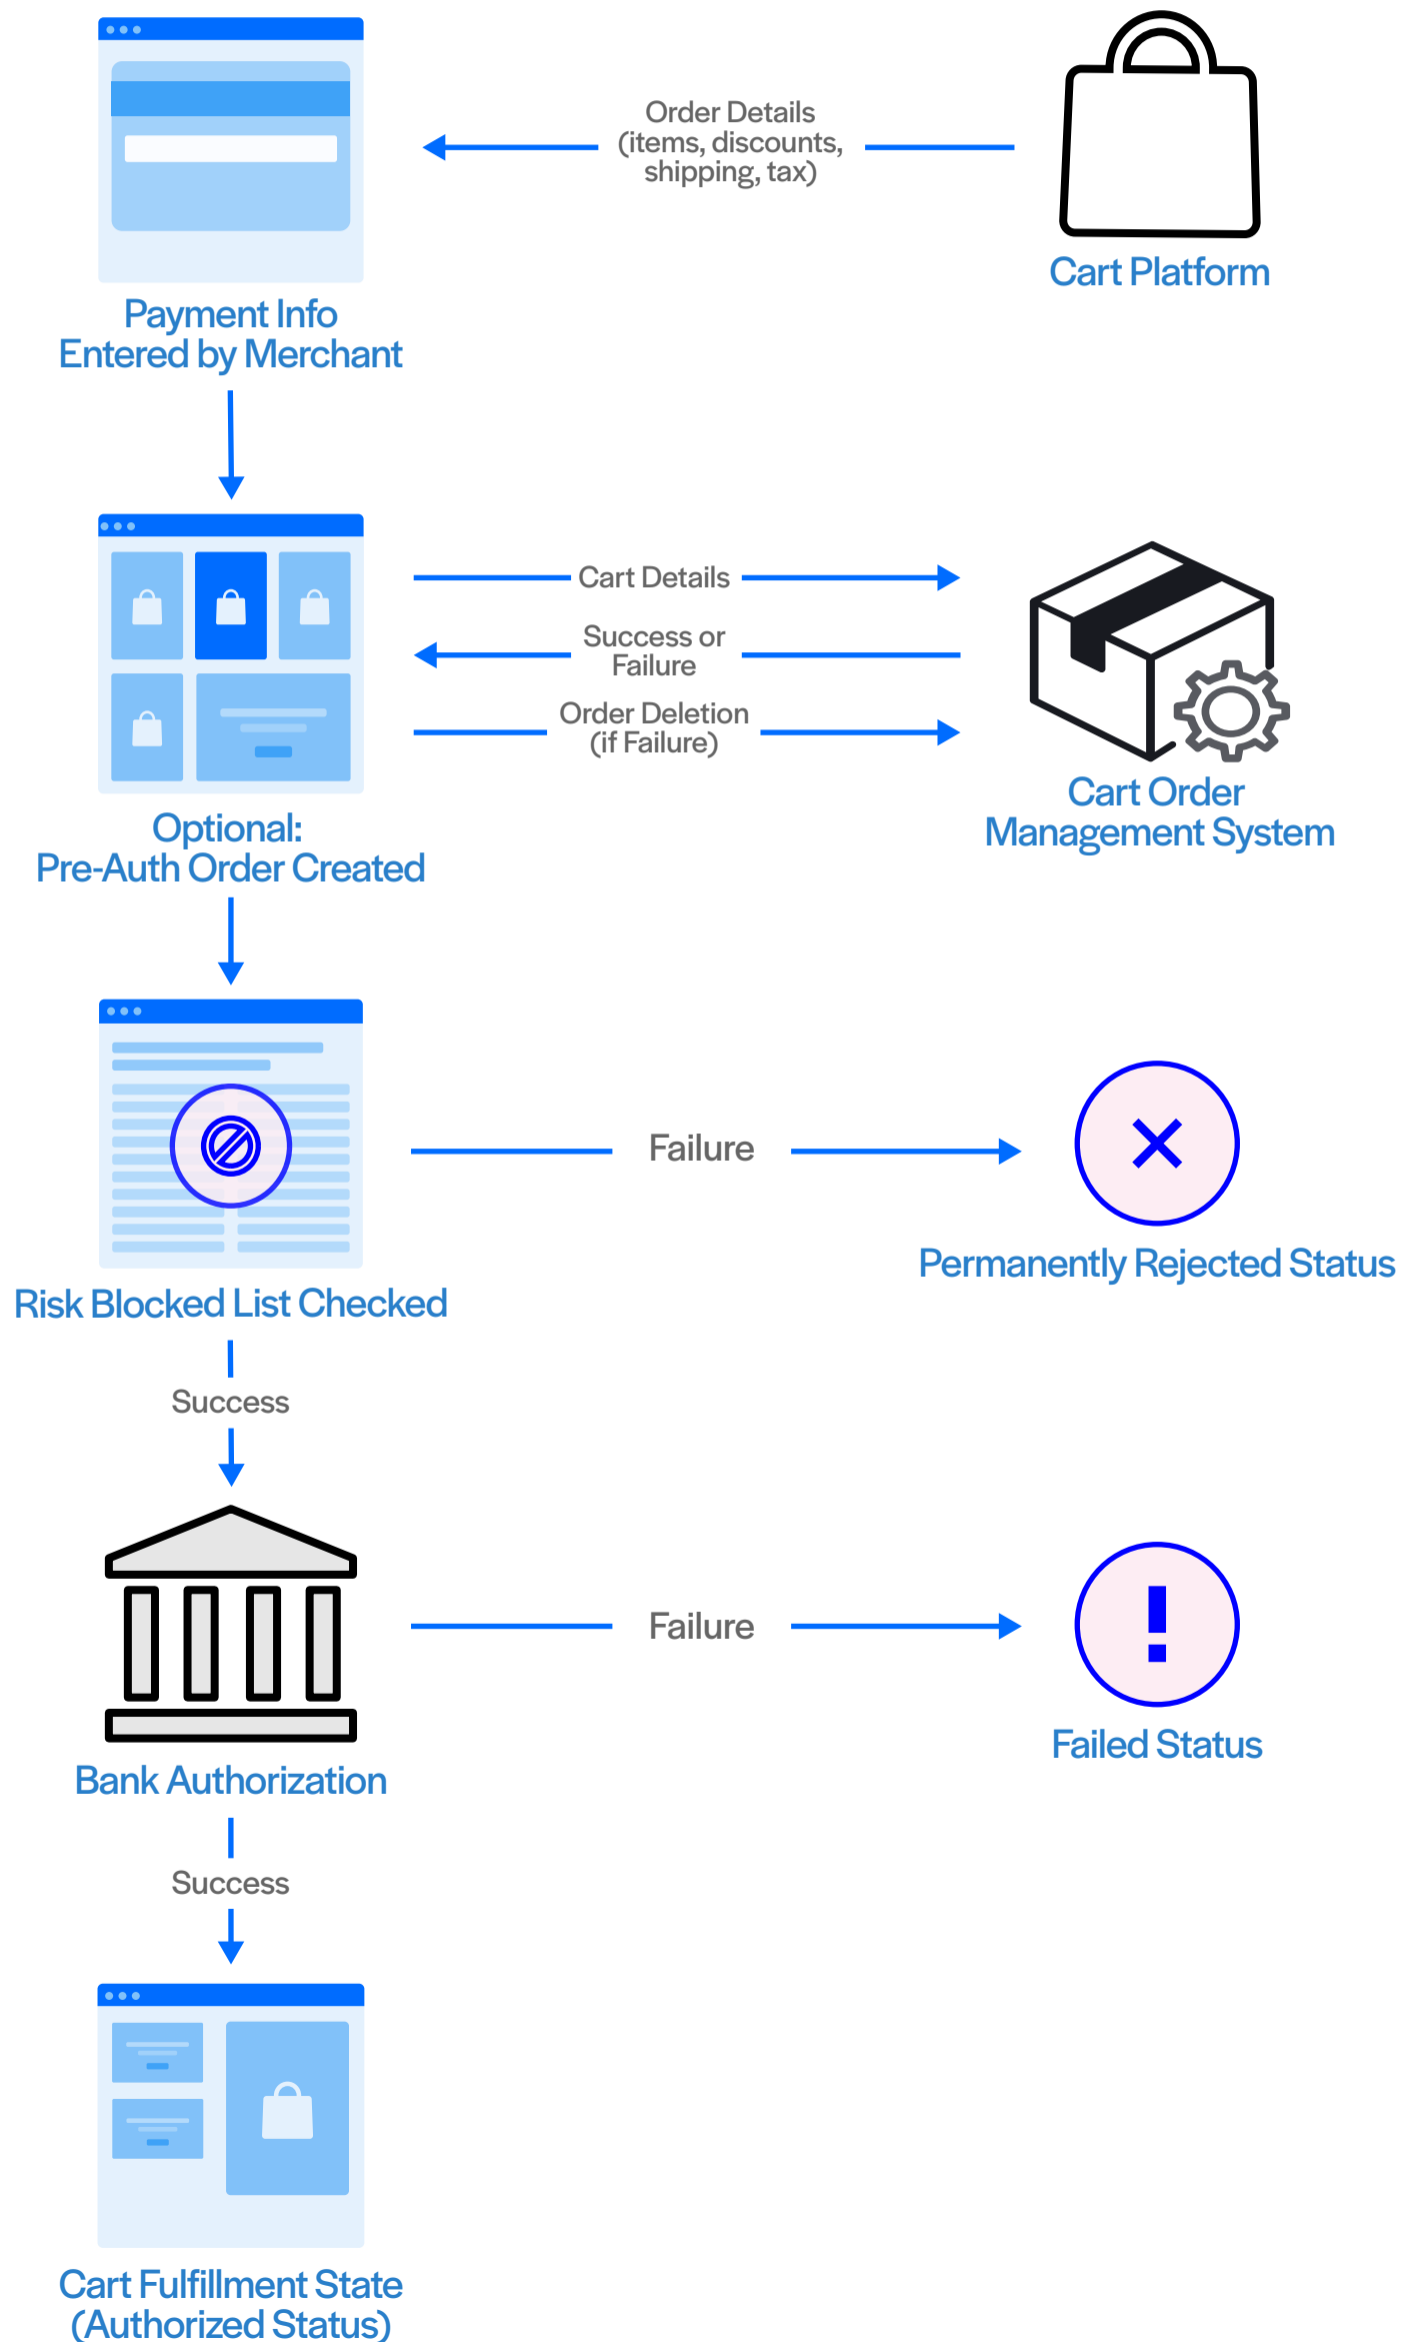 Order Details
(items, discounts,
shipping, tax)
Cart Platform
Payment Info
Entered by Merchant
Cart Details
Success or
Failure
Order Deletion
(if Failure)
Cart Order
Management System
Optional:
Pre-Auth Order Created
Failure
Permanently Rejected Status
Risk Blocked List Checked
Success
Failure
Failed Status
Bank Authorization
Success
Cart Fulfillment State
(Authorized Status)